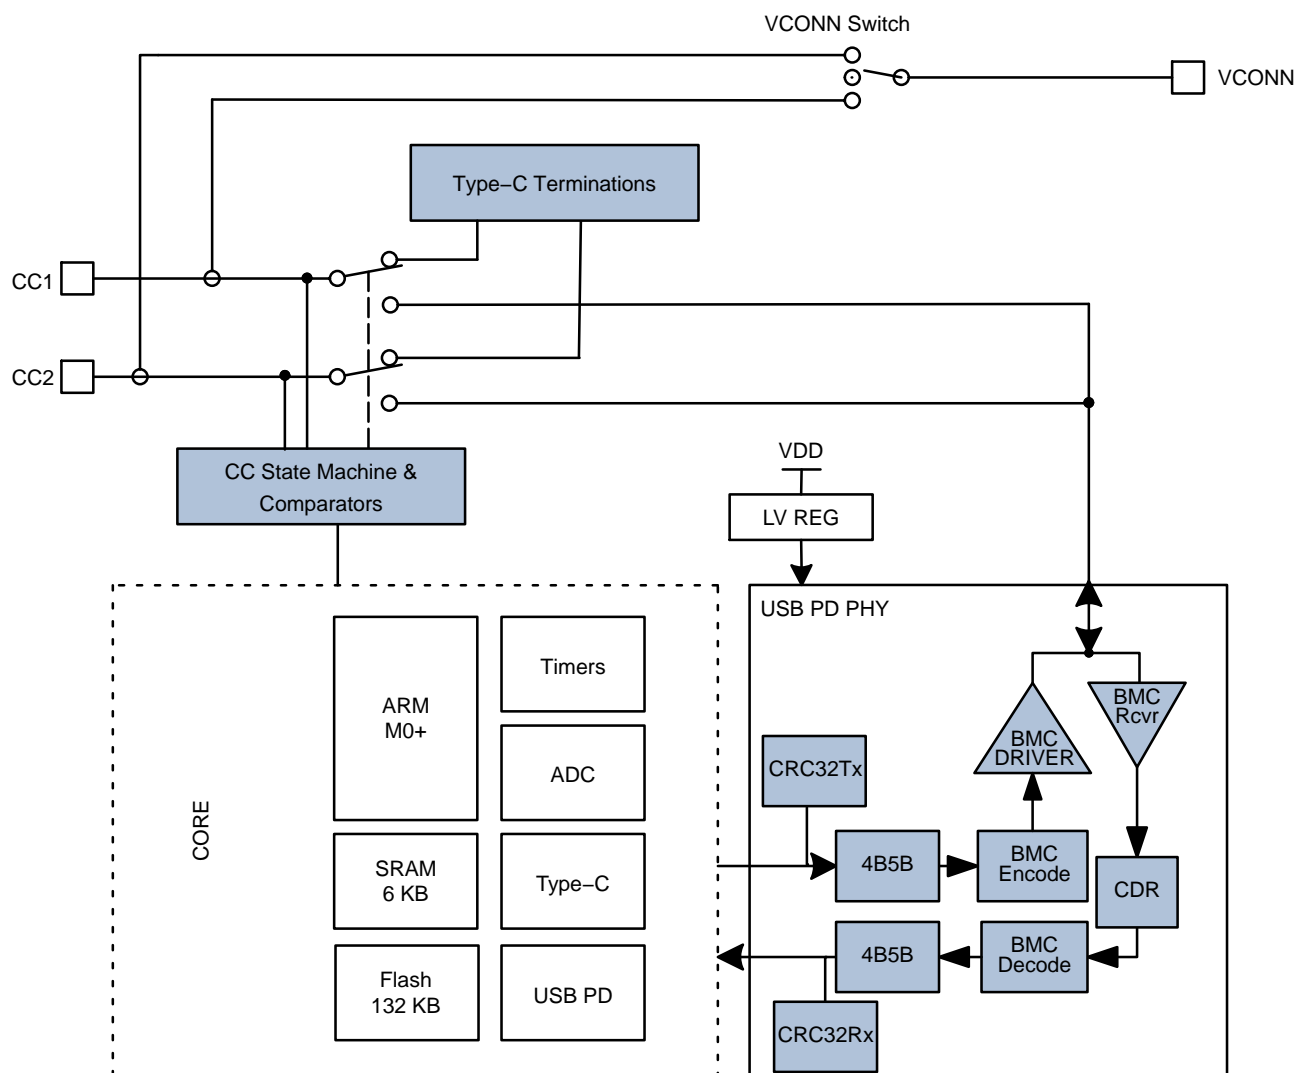 VCONN Switch
VCONN
Type−C Terminations
CC1
CC2
CC State Machine &
Comparators
VDD
LV REG
USB PD PHY
CORE
ARM
M0+
Timers
ADC
SRAM
6 KB
Type−C
Flash
132 KB
USB PD
BMC
DRIVER
BMC
Rcvr
CRC32Tx
4B5B
BMC
Encode
CDR
4B5B
BMC
Decode
CRC32Rx